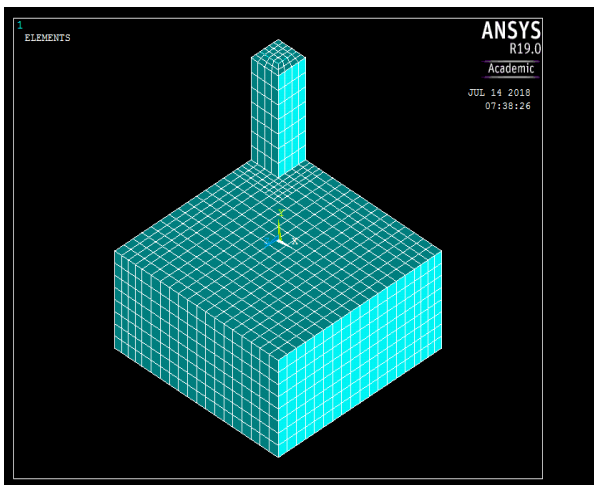 1
ELEMENTS
ANSYS
R19.0
Academic
JUL 14 2018
07:38:26
Y
X